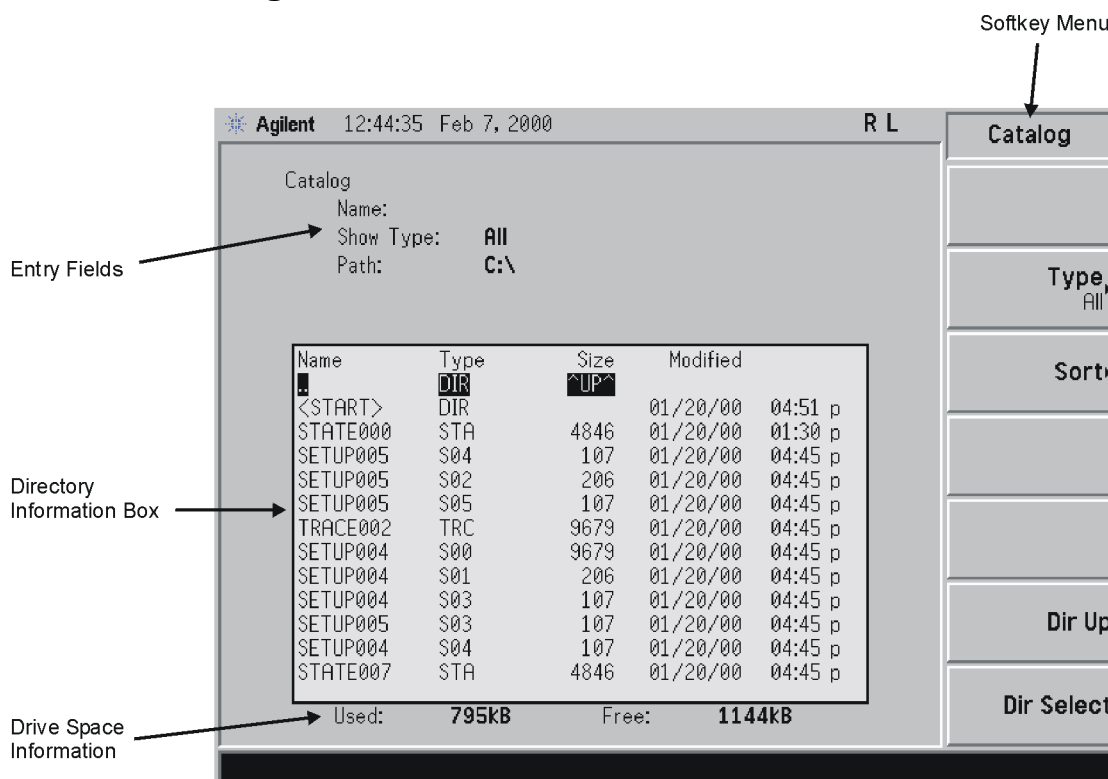 Softkey Menu
Agilent 12:44:35 Feb 7, 2000 R L
Catalog
Catalog
Name:
Show Type: All
Path: C:\
Entry Fields
Type
All
Sort
Name Type Size Modified
.. DIR ^UP^
<START> DIR 01/20/00 04:51 p
STATE000 STA 4846 01/20/00 01:30 p
SETUP005 S04 107 01/20/00 04:45 p
SETUP005 S02 206 01/20/00 04:45 p
SETUP005 S05 107 01/20/00 04:45 p
TRACE002 TRC 9679 01/20/00 04:45 p
SETUP004 S00 9679 01/20/00 04:45 p
SETUP004 S01 206 01/20/00 04:45 p
SETUP004 S03 107 01/20/00 04:45 p
SETUP005 S03 107 01/20/00 04:45 p
SETUP004 S04 107 01/20/00 04:45 p
STATE007 STA 4846 01/20/00 04:45 p
Directory
Information Box
Dir Up
Dir Select
Used: 795kB Free: 1144kB
Drive Space
Information